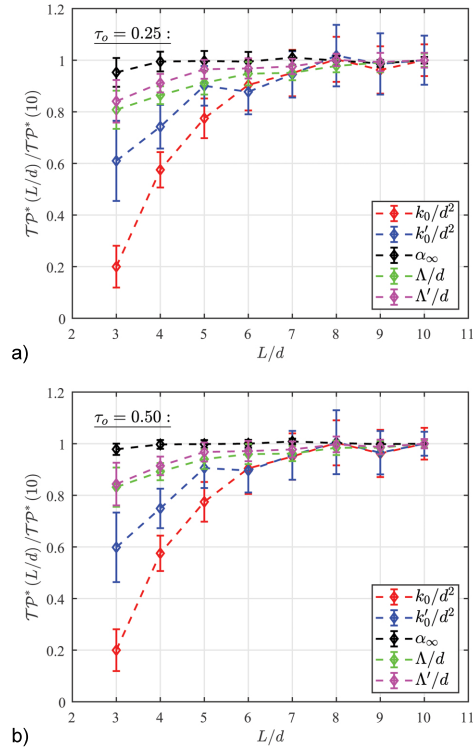 τₒ = 0.25 :
1.2
1
0.8
0.6
0.4
0.2
0
𝒯𝒫* (L/d) /𝒯𝒫* (10)
k₀/d²
k′₀/d²
α∞
Λ/d
Λ′/d
2 3 4 5 6 7 8 9 10 11
L/d
a)
τₒ = 0.50 :
1.2
1
0.8
0.6
0.4
0.2
0
𝒯𝒫* (L/d) /𝒯𝒫* (10)
k₀/d²
k′₀/d²
α∞
Λ/d
Λ′/d
2 3 4 5 6 7 8 9 10 11
L/d
b)